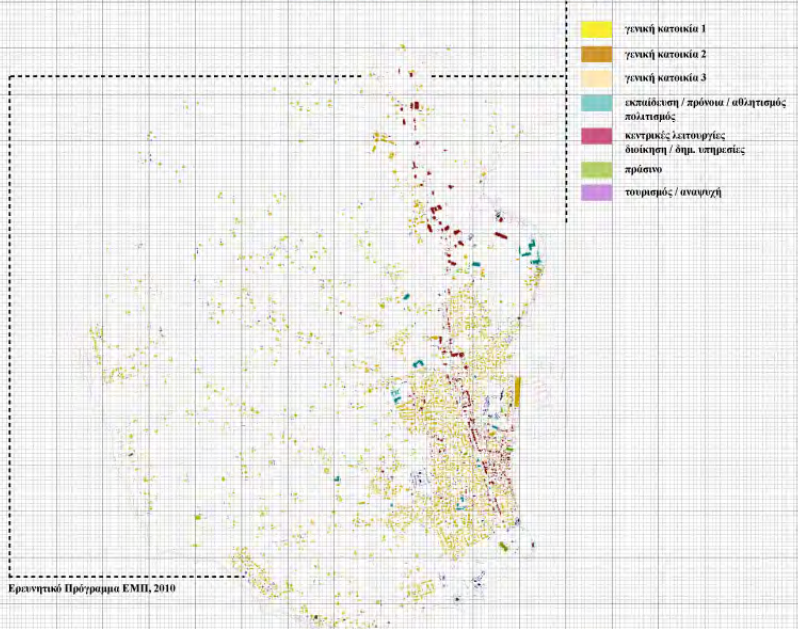 γενική κατοικία 1
γενική κατοικία 2
γενική κατοικία 3
εκπαίδευση / πρόνοια / αθλητισμός
πολιτισμός
κεντρικές λειτουργίες
διοίκηση / δημ. υπηρεσίες
πράσινο
τουρισμός / αναψυχή
Ερευνητικό Πρόγραμμα ΕΜΠ, 2010